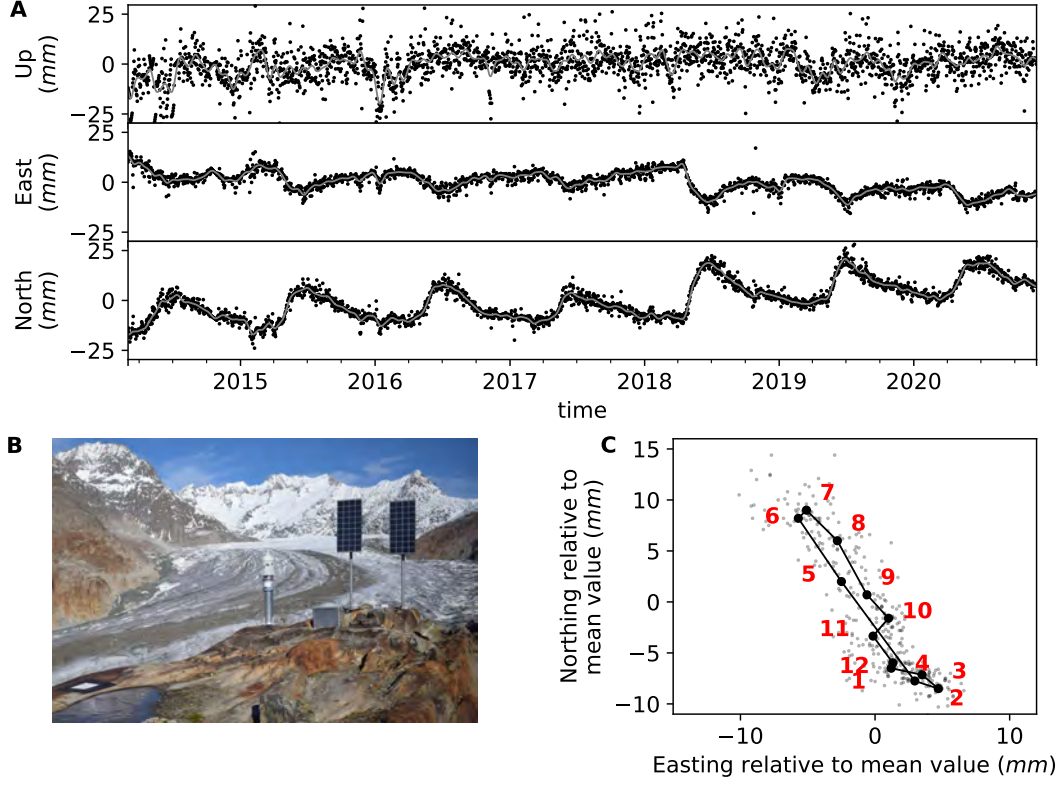 A
Up
(mm)
25
0
−25
East
(mm)
25
0
−25
North
(mm)
25
0
−25
2015 2016 2017 2018 2019 2020
time
B
C
Northing relative to
mean value (mm)
15
10
5
0
−5
−10
7
6
8
5
9
10
11
12 4 3
1
2
−10 0 10
Easting relative to mean value (mm)